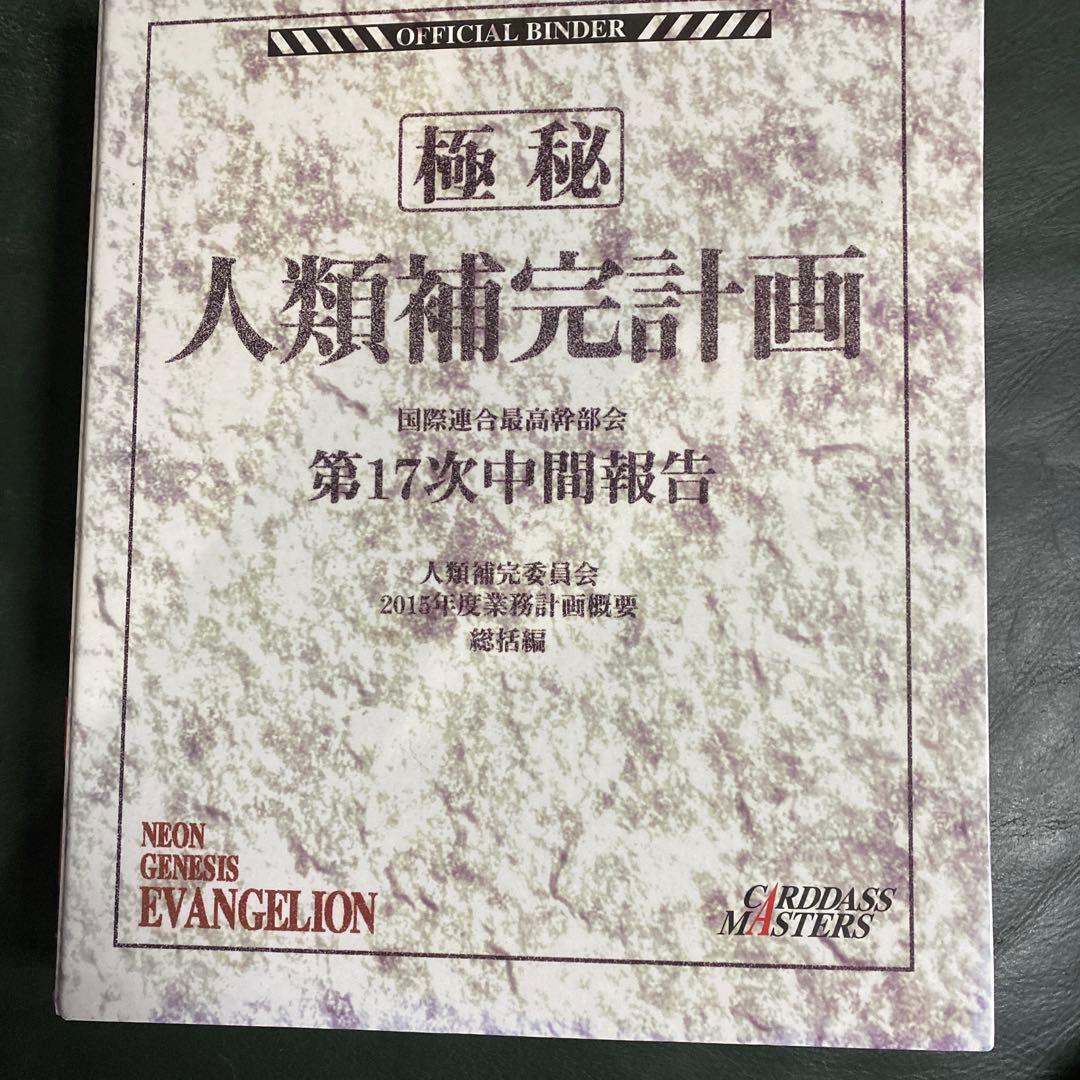 OFFICIAL BINDER
極秘
人類補完計画
国際連合最高幹部会
第17次中間報告
人類補完委員会
2015年度業務計画概要
総括編
NEON
GENESIS
EVANGELION
CARDDASS
MASTERS